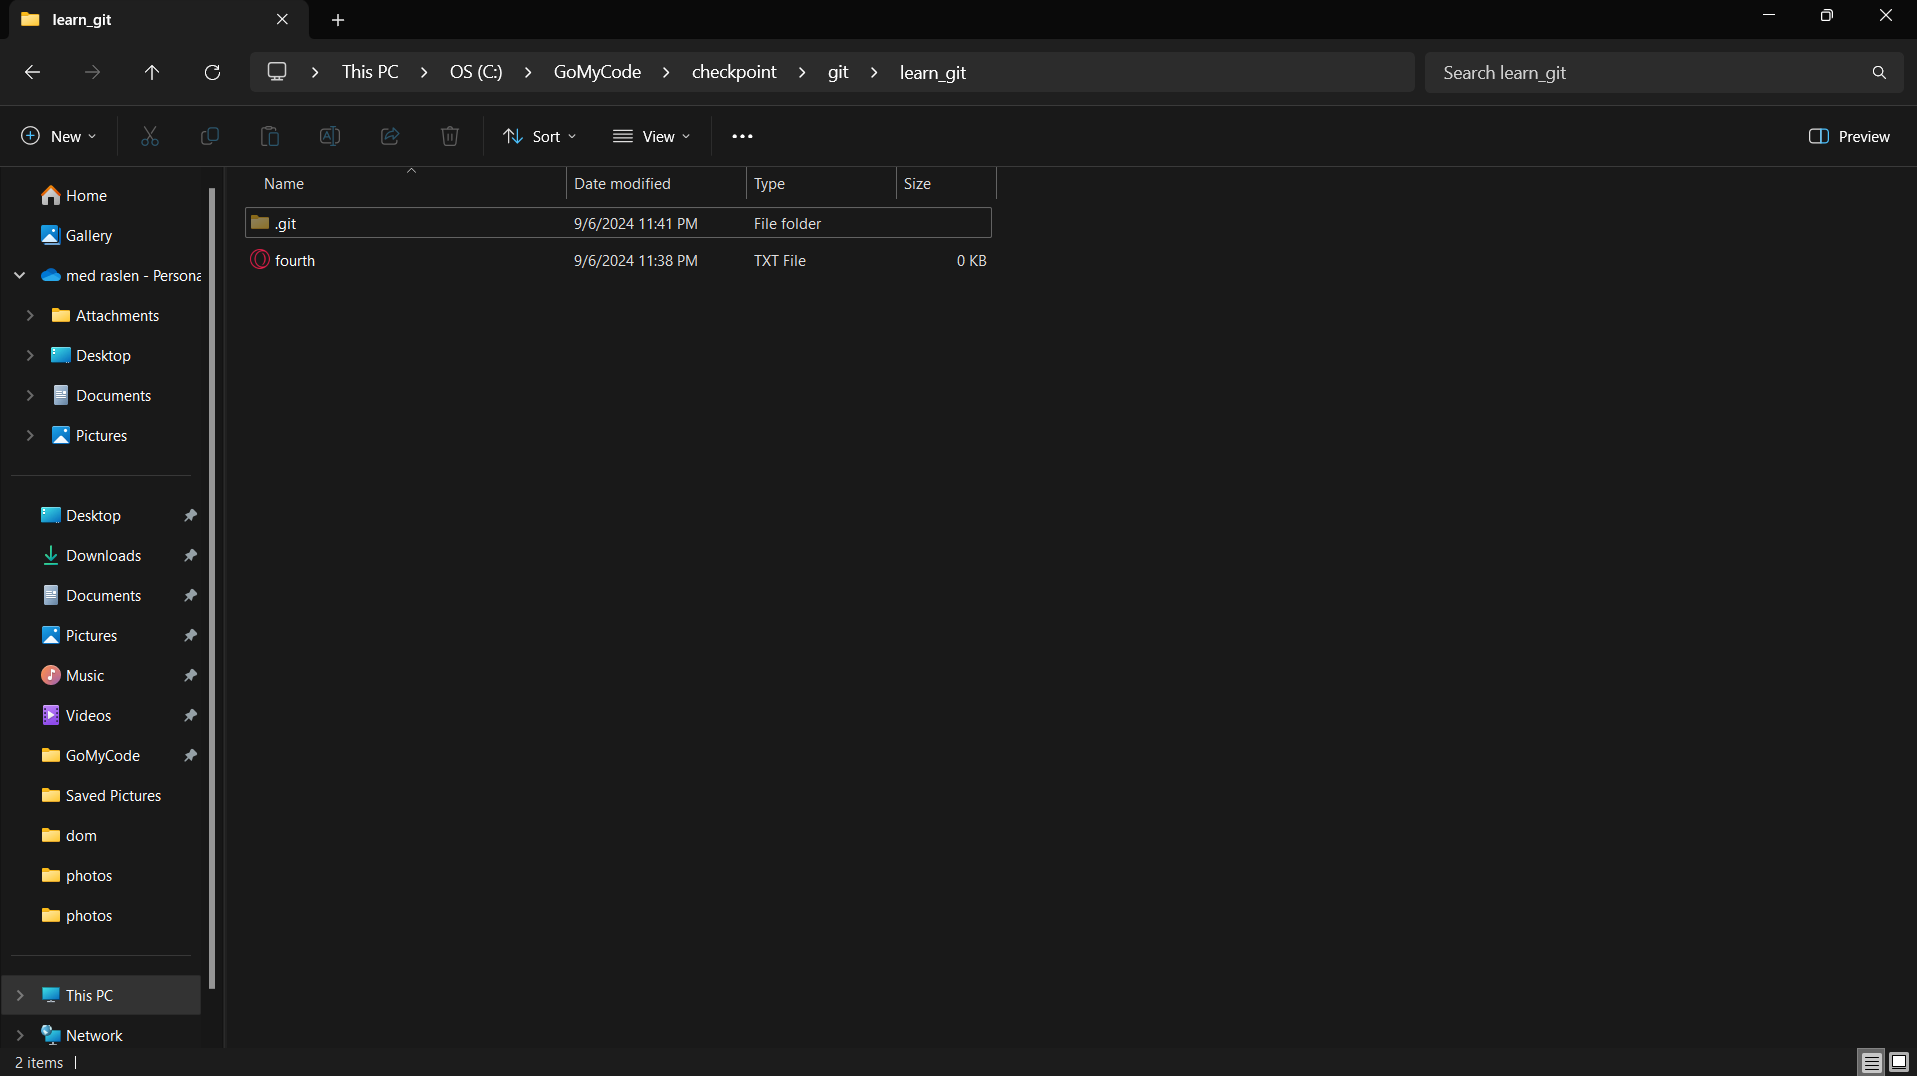 learn_git
This PC
OS (C:)
GoMyCode
checkpoint
git
learn_git
Search learn_git
New
Sort
View
Preview
Home
Gallery
med raslen - Persona
Attachments
Desktop
Documents
Pictures
Desktop
Downloads
Documents
Pictures
Music
Videos
GoMyCode
Saved Pictures
dom
photos
photos
This PC
Network
Name Date modified Type Size
.git 9/6/2024 11:41 PM File folder
fourth 9/6/2024 11:38 PM TXT File 0 KB
2 items